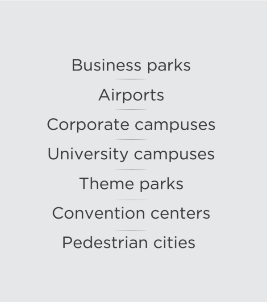 Business parks
Airports
Corporate campuses
University campuses
Theme parks
Convention centers
Pedestrian cities